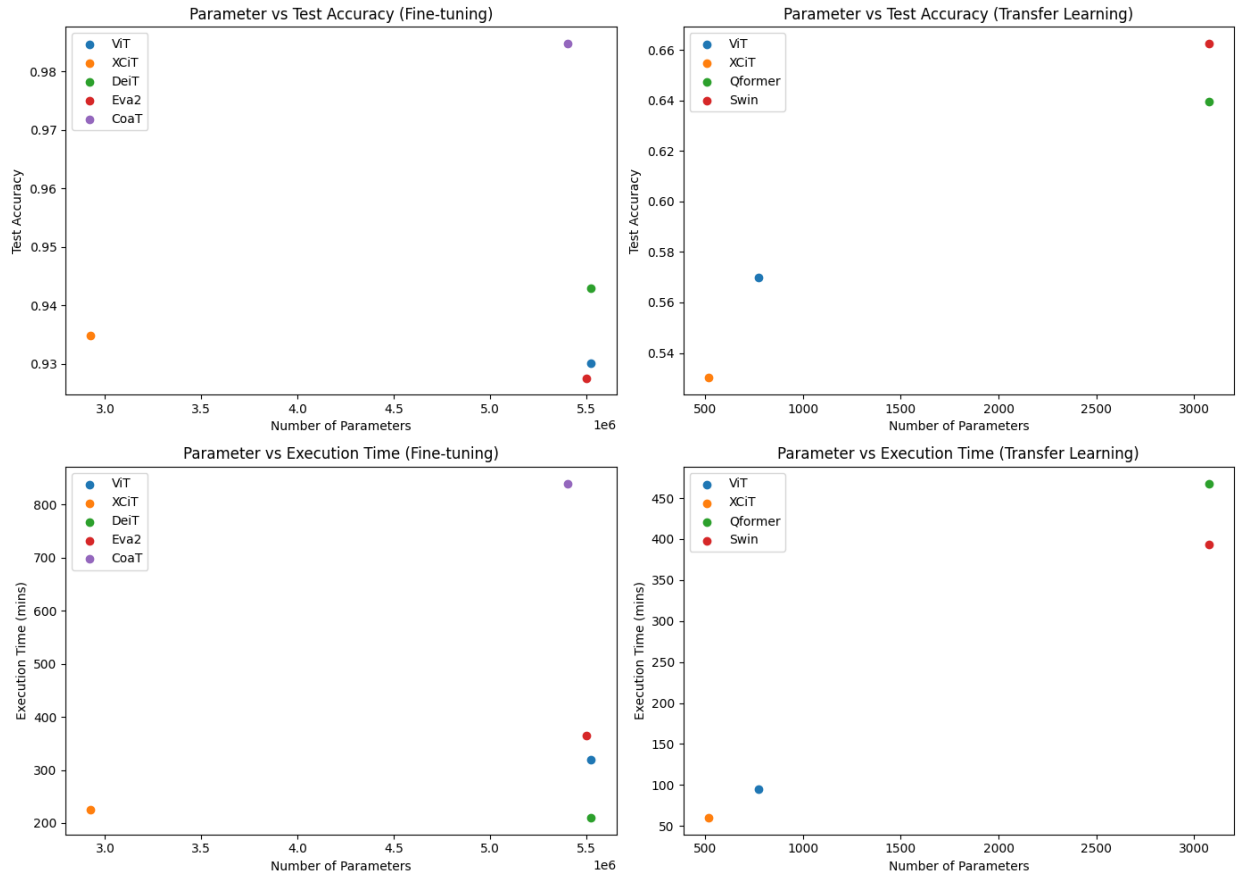 Parameter vs Test Accuracy (Fine-tuning)
Test Accuracy
0.98
0.97
0.96
0.95
0.94
0.93
ViT
XCiT
DeiT
Eva2
CoaT
3.0 3.5 4.0 4.5 5.0 5.5
1e6
Number of Parameters
Parameter vs Test Accuracy (Transfer Learning)
Test Accuracy
0.66
0.64
0.62
0.60
0.58
0.56
0.54
ViT
XCiT
Qformer
Swin
500 1000 1500 2000 2500 3000
Number of Parameters
Parameter vs Execution Time (Fine-tuning)
Execution Time (mins)
800
700
600
500
400
300
200
ViT
XCiT
DeiT
Eva2
CoaT
3.0 3.5 4.0 4.5 5.0 5.5
1e6
Number of Parameters
Parameter vs Execution Time (Transfer Learning)
Execution Time (mins)
450
400
350
300
250
200
150
100
50
ViT
XCiT
Qformer
Swin
500 1000 1500 2000 2500 3000
Number of Parameters